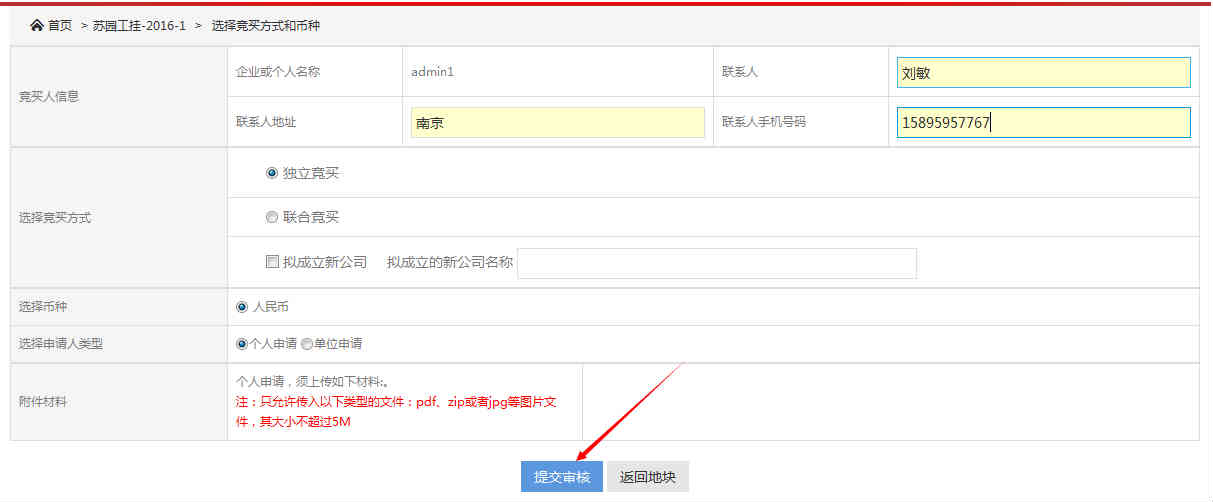 首页 > 苏园工挂-2016-1 > 选择竞买方式和币种
竞买人信息
企业或个人名称 admin1 联系人 刘敏
联系人地址 南京 联系人手机号码 15895957767
选择竞买方式
独立竞买
联合竞买
拟成立新公司 拟成立的新公司名称
选择币种 人民币
选择申请人类型 个人申请 单位申请
附件材料
个人申请，须上传如下材料:。
注：只允许传入以下类型的文件：pdf、zip或者jpg等图片文
件，其大小不超过5M
提交审核 返回地块